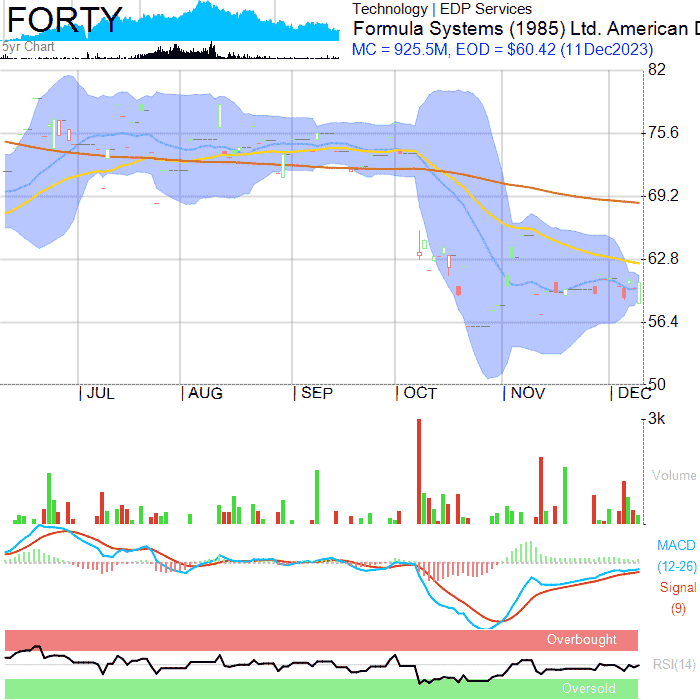 FORTY
5yr Chart
Technology | EDP Services
Formula Systems (1985) Ltd. American D
MC = 925.5M, EOD = $60.42 (11Dec2023)
82
75.6
69.2
62.8
56.4
50
| JUL | AUG | SEP | OCT | NOV | DEC
3k
Volume
MACD
(12-26)
Signal
(9)
Overbought
RSI(14)
Oversold